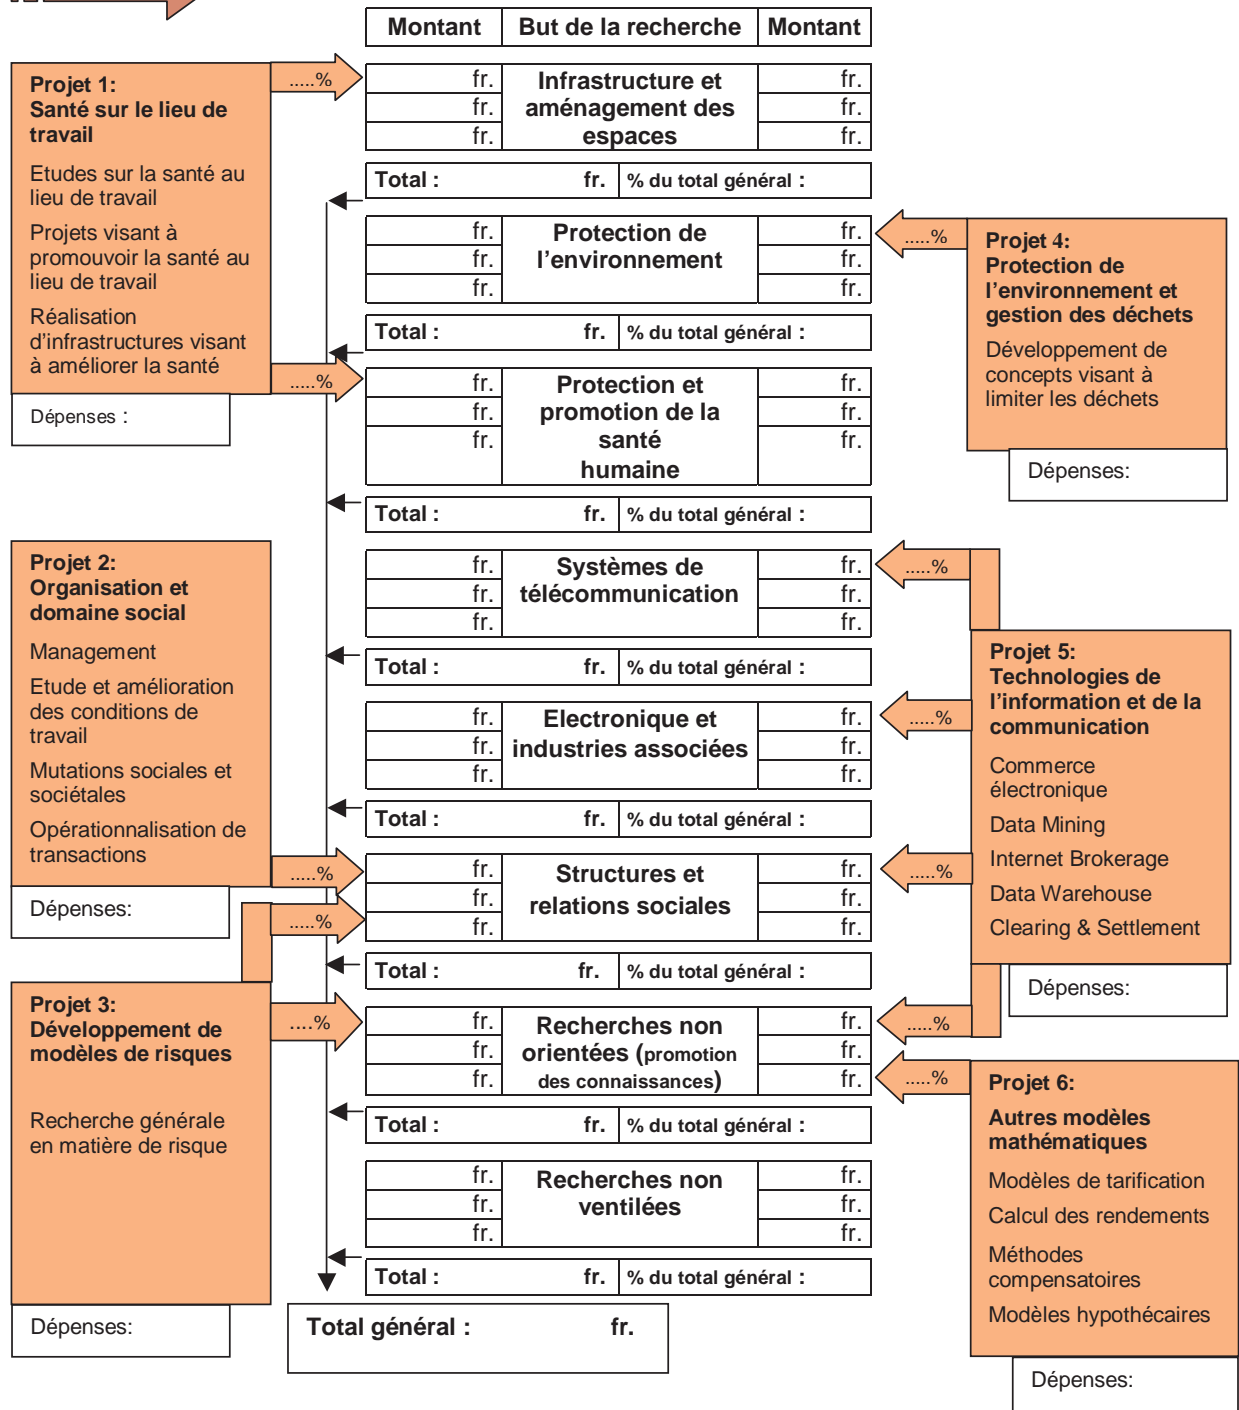 Montant But de la recherche Montant
Projet 1:
Santé sur le lieu de
travail
Etudes sur la santé au
lieu de travail
Projets visant à
promouvoir la santé au
lieu de travail
Réalisation
d'infrastructures visant
à améliorer la santé
Dépenses :
.....%
.....%
fr. Infrastructure et fr.
fr. aménagement des fr.
fr. espaces fr.
Total : fr. % du total général :
fr. Protection de fr.
fr. l'environnement fr.
fr. fr.
Total : fr. % du total général :
.....%
Projet 4:
Protection de
l'environnement et
gestion des déchets
Développement de
concepts visant à
limiter les déchets
Dépenses:
fr. Protection et fr.
fr. promotion de la fr.
fr. santé fr.
humaine
Total : fr. % du total général :
Projet 2:
Organisation et
domaine social
Management
Etude et amélioration
des conditions de
travail
Mutations sociales et
sociétales
Opérationnalisation de
transactions
Dépenses:
.....%
fr. Systèmes de fr.
fr. télécommunication fr.
fr. fr.
Total : fr. % du total général :
.....%
fr. Electronique et fr.
fr. industries associées fr.
fr. fr.
Total : fr. % du total général :
.....%
Projet 5:
Technologies de
l'information et de la
communication
Commerce
électronique
Data Mining
Internet Brokerage
Data Warehouse
Clearing & Settlement
Dépenses:
fr. Structures et fr.
fr. relations sociales fr.
fr. fr.
Total : fr. % du total général :
.....%
.....%
Projet 3:
Développement de
modèles de risques
Recherche générale
en matière de risque
Dépenses:
....%
fr. Recherches non fr.
fr. orientées (promotion fr.
fr. des connaissances) fr.
Total : fr. % du total général :
.....%
.....%
Projet 6:
Autres modèles
mathématiques
Modèles de tarification
Calcul des rendements
Méthodes
compensatoires
Modèles hypothécaires
Dépenses:
fr. Recherches non fr.
fr. ventilées fr.
fr. fr.
Total : fr. % du total général :
Total général : fr.